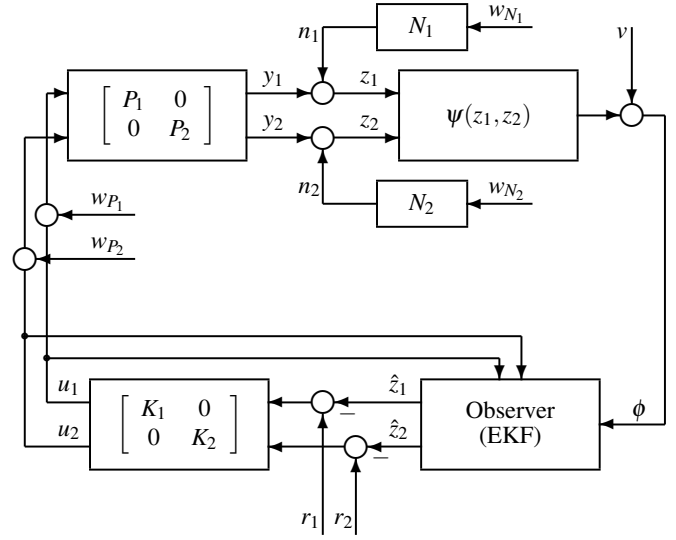 n₁ N₁ w_{N₁} v
y₁ z₁
[ P₁ 0
0 P₂ ]
ψ(z₁, z₂)
y₂ z₂
n₂ N₂ w_{N₂}
w_{P₁}
w_{P₂}
u₁ ẑ₁
[ K₁ 0
0 K₂ ]
− Observer
(EKF) ϕ
u₂ ẑ₂
−
r₁ r₂